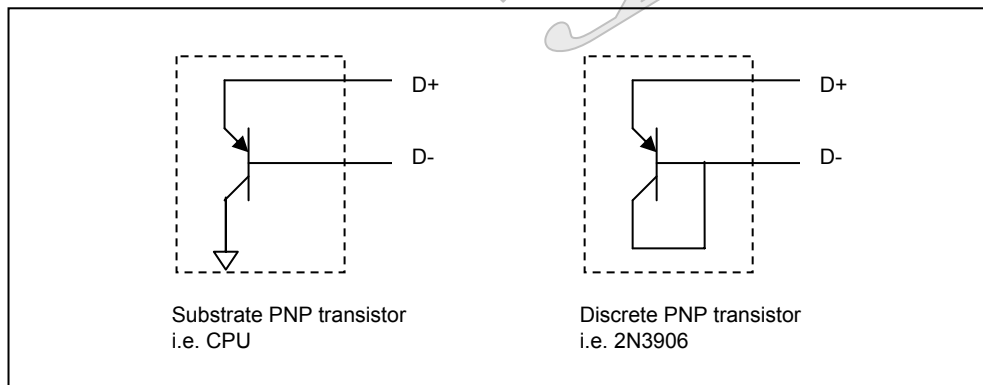 D+
D-
Substrate PNP transistor
i.e. CPU
D+
D-
Discrete PNP transistor
i.e. 2N3906